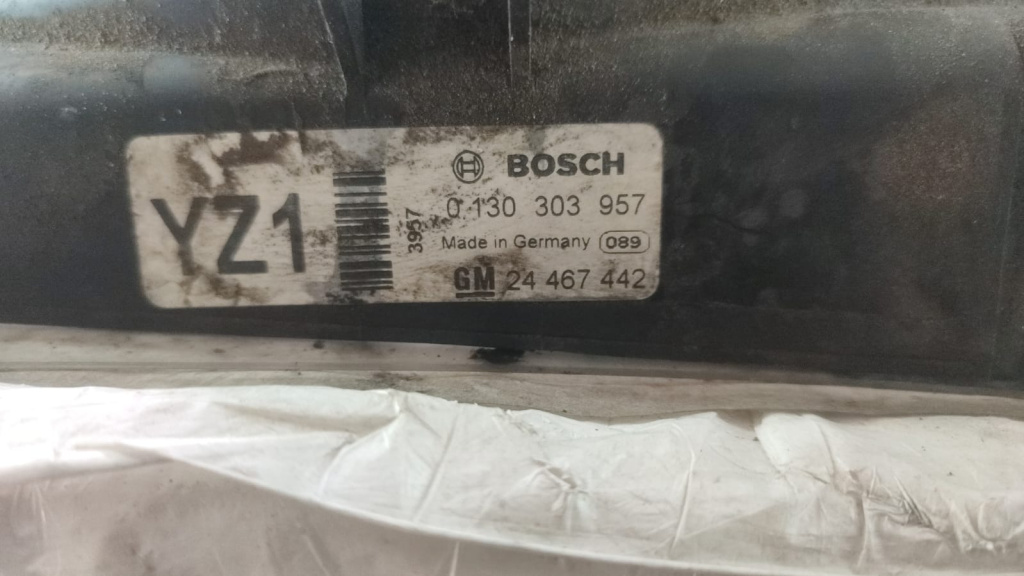 YZ1
3957
BOSCH
0 130 303 957
Made in Germany 089
GM 24 467 442